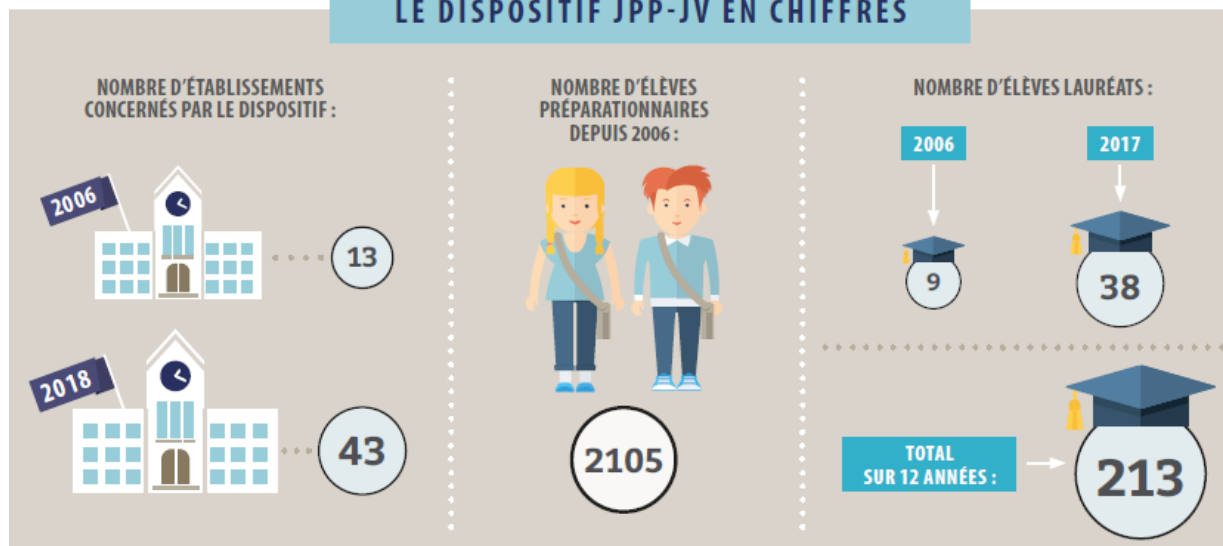 LE DISPOSITIF JPP-JV EN CHIFFRES
NOMBRE D'ÉTABLISSEMENTS
CONCERNÉS PAR LE DISPOSITIF :
2006
13
2018
43
NOMBRE D'ÉLÈVES
PRÉPARATIONNAIRES
DEPUIS 2006 :
2105
NOMBRE D'ÉLÈVES LAURÉATS :
2006
2017
9
38
TOTAL
SUR 12 ANNÉES :
213